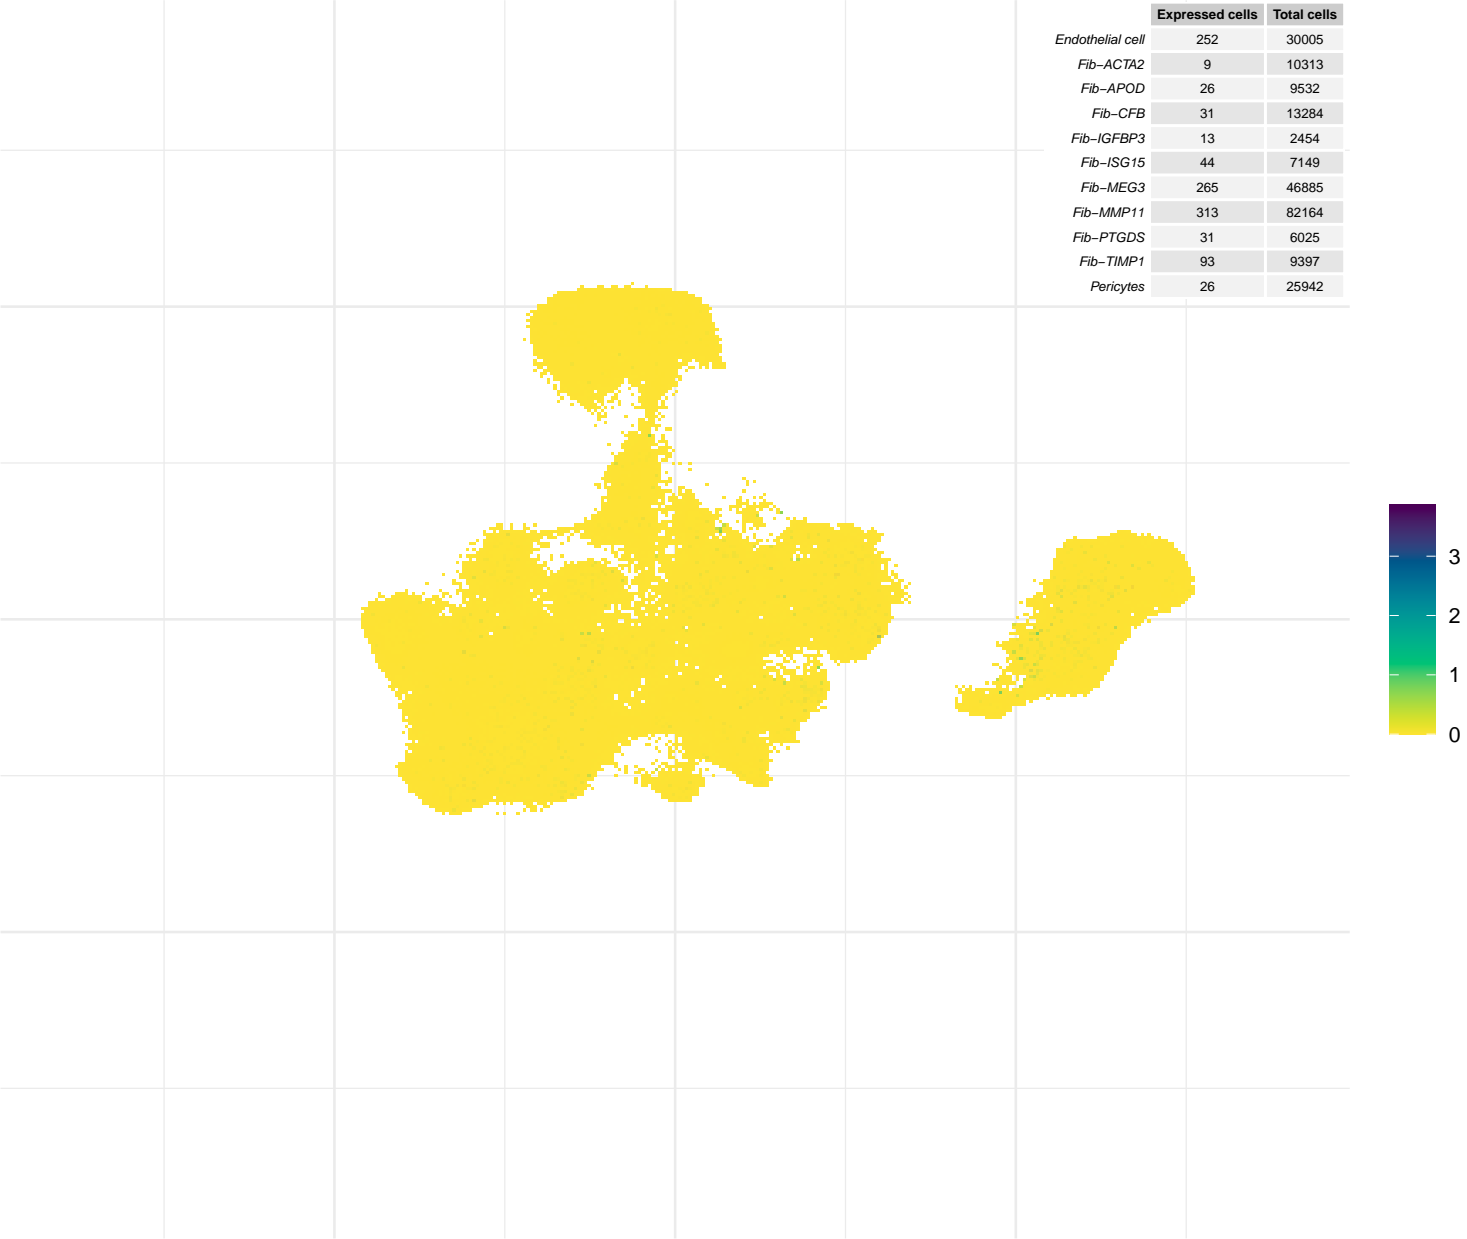 Expressed cells Total cells
Endothelial cell 252 30005
Fib−ACTA2 9 10313
Fib−APOD 26 9532
Fib−CFB 31 13284
Fib−IGFBP3 13 2454
Fib−ISG15 44 7149
Fib−MEG3 265 46885
Fib−MMP11 313 82164
Fib−PTGDS 31 6025
Fib−TIMP1 93 9397
Pericytes 26 25942
3
2
1
0